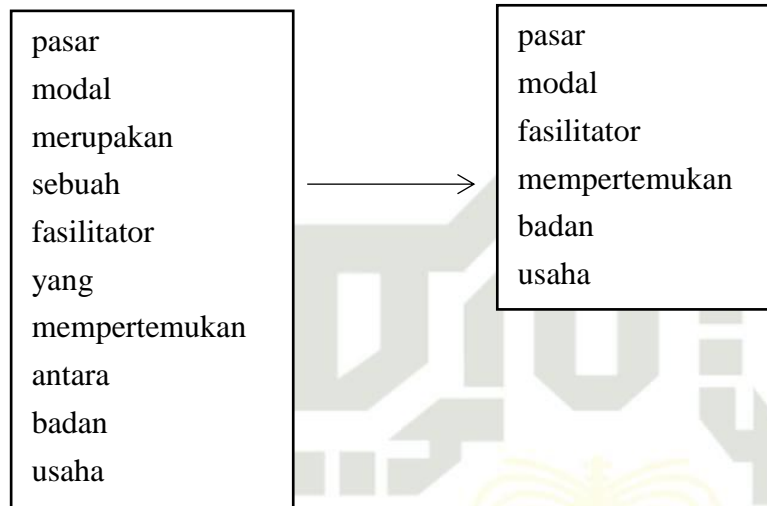 pasar
modal
merupakan
sebuah
fasilitator
yang
mempertemukan
antara
badan
usaha
pasar
modal
fasilitator
mempertemukan
badan
usaha